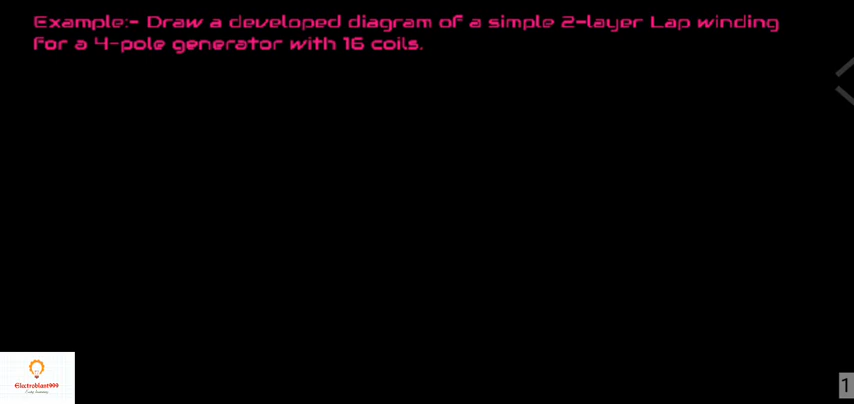 Example:- Draw a developed diagram of a simple 2-layer Lap winding
for a 4-pole generator with 16 coils.
Electroblast999
1